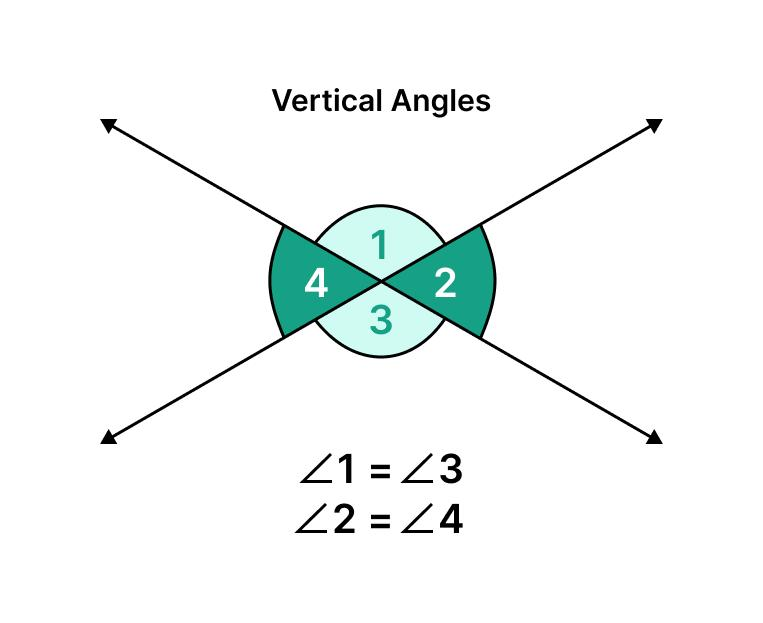 Vertical Angles
1
4
2
3
∠1 = ∠3
∠2 = ∠4